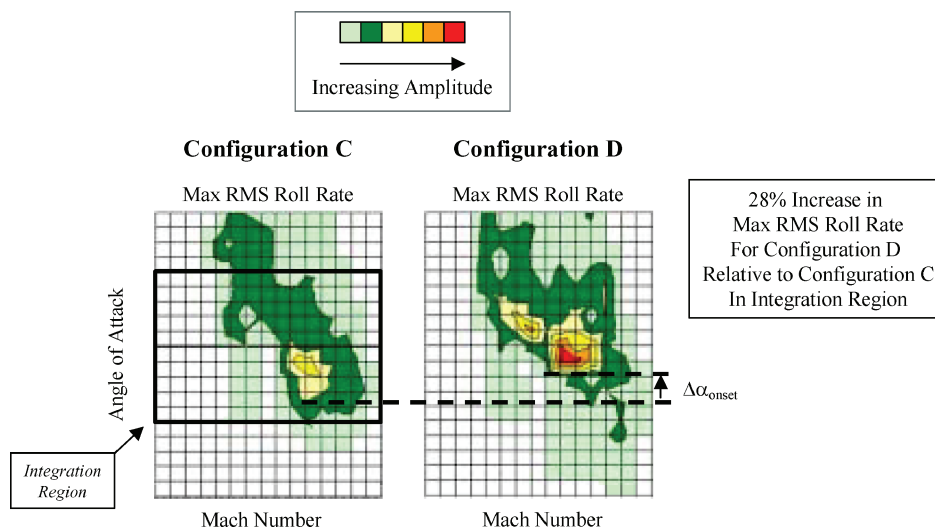 Increasing Amplitude
Configuration C
Configuration D
Max RMS Roll Rate
Max RMS Roll Rate
28% Increase in
Max RMS Roll Rate
For Configuration D
Relative to Configuration C
In Integration Region
Angle of Attack
Δαonset
Integration
Region
Mach Number
Mach Number